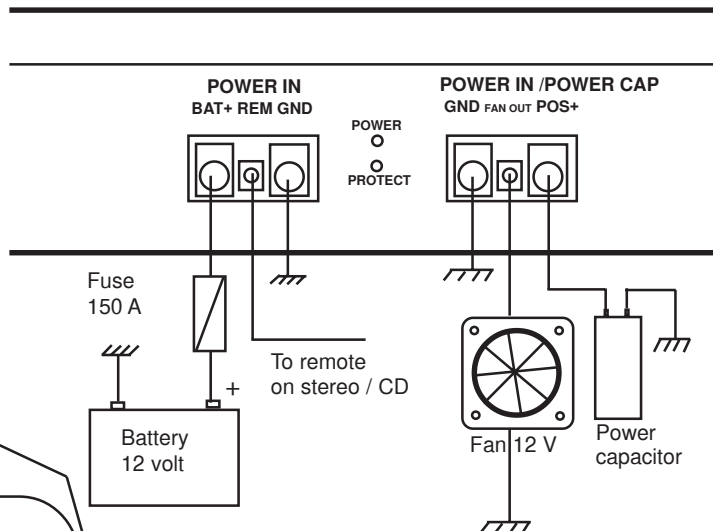 POWER IN
BAT+ REM GND
POWER
PROTECT
POWER IN /POWER CAP
GND FAN OUT POS+
Fuse
150 A
+
To remote
on stereo / CD
Battery
12 volt
Fan 12 V
Power
capacitor